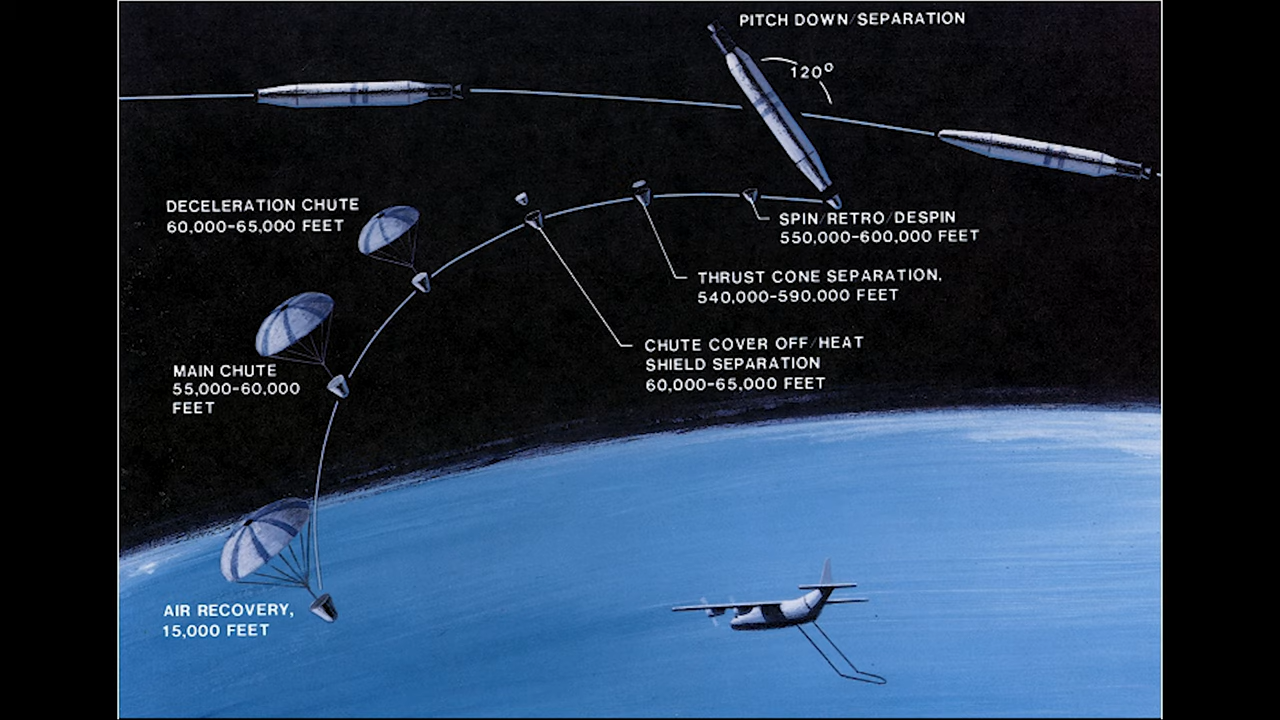 PITCH DOWN/SEPARATION
120°
DECELERATION CHUTE
60,000-65,000 FEET
SPIN/RETRO/DESPIN
550,000-600,000 FEET
THRUST CONE SEPARATION,
540,000-590,000 FEET
CHUTE COVER OFF/HEAT
SHIELD SEPARATION
60,000-65,000 FEET
MAIN CHUTE
55,000-60,000
FEET
AIR RECOVERY,
15,000 FEET